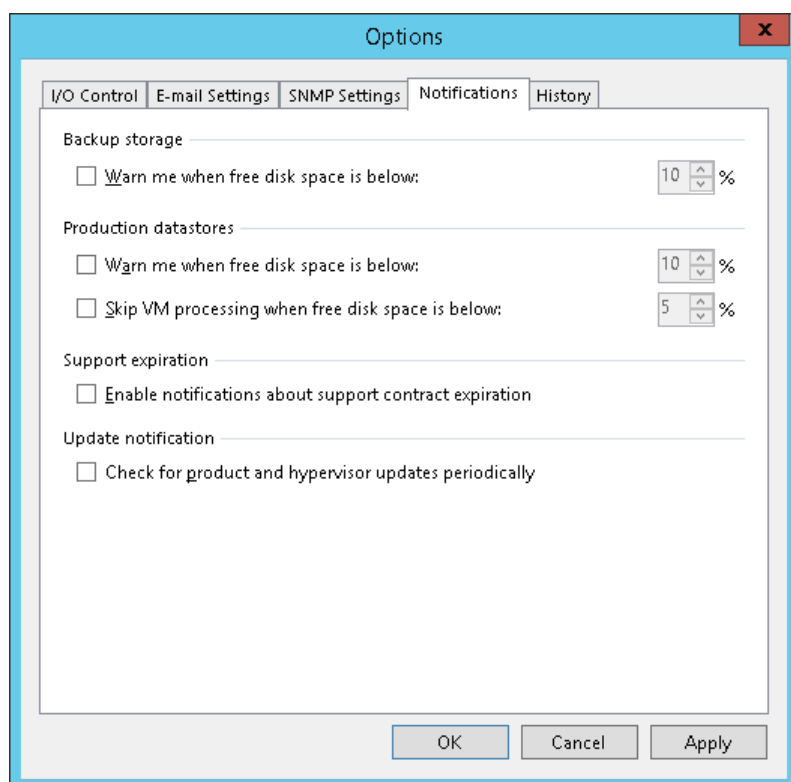 Options
x
I/O Control E-mail Settings SNMP Settings Notifications History
Backup storage
Warn me when free disk space is below: 10 %
Production datastores
Warn me when free disk space is below: 10 %
Skip VM processing when free disk space is below: 5 %
Support expiration
Enable notifications about support contract expiration
Update notification
Check for product and hypervisor updates periodically
OK Cancel Apply